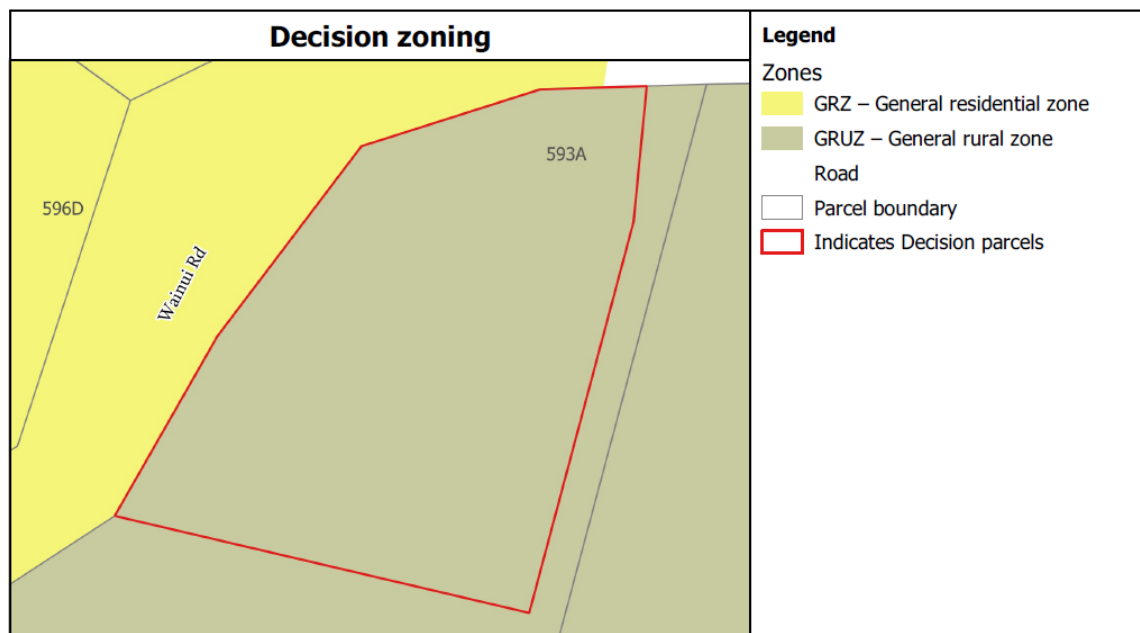 Decision zoning
593A
596D
Wainui Rd
Legend
Zones
GRZ – General residential zone
GRUZ – General rural zone
Road
Parcel boundary
Indicates Decision parcels